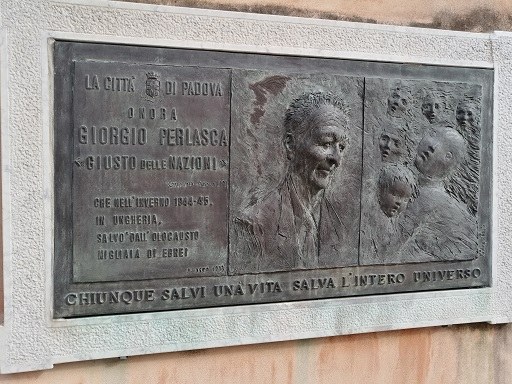 LA CITTÀ DI PADOVA
ONORA
GIORGIO PERLASCA
«GIUSTO DELLE NAZIONI»
CHE NELL'INVERNO 1944-45,
IN UNGHERIA,
SALVÒ DALL'OLOCAUSTO
MIGLIAIA DI EBREI
CHIUNQUE SALVI UNA VITA SALVA L'INTERO UNIVERSO